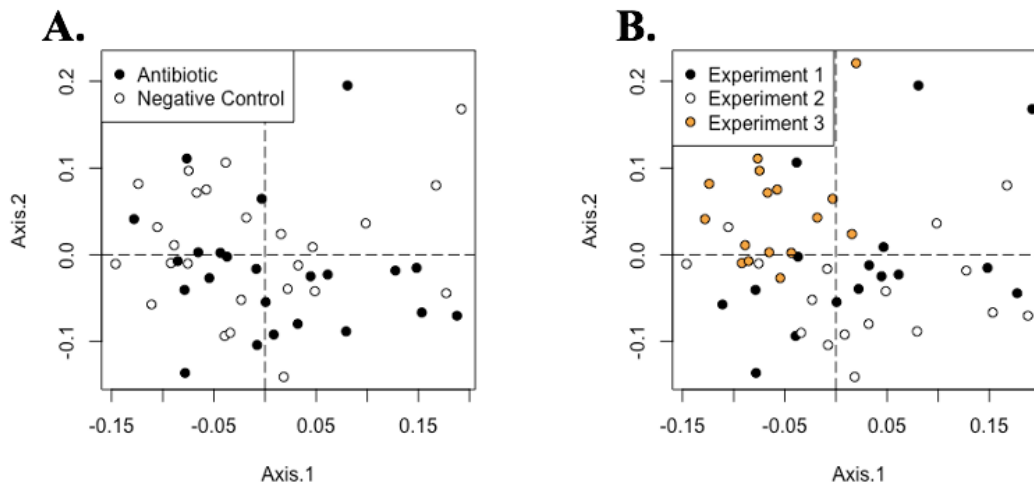 A.
Antibiotic
Negative Control
0.2
0.1
0.0
-0.1
Axis.2
-0.15
-0.05
0.05
0.15
Axis.1
B.
Experiment 1
Experiment 2
Experiment 3
0.2
0.1
0.0
-0.1
Axis.2
-0.15
-0.05
0.05
0.15
Axis.1